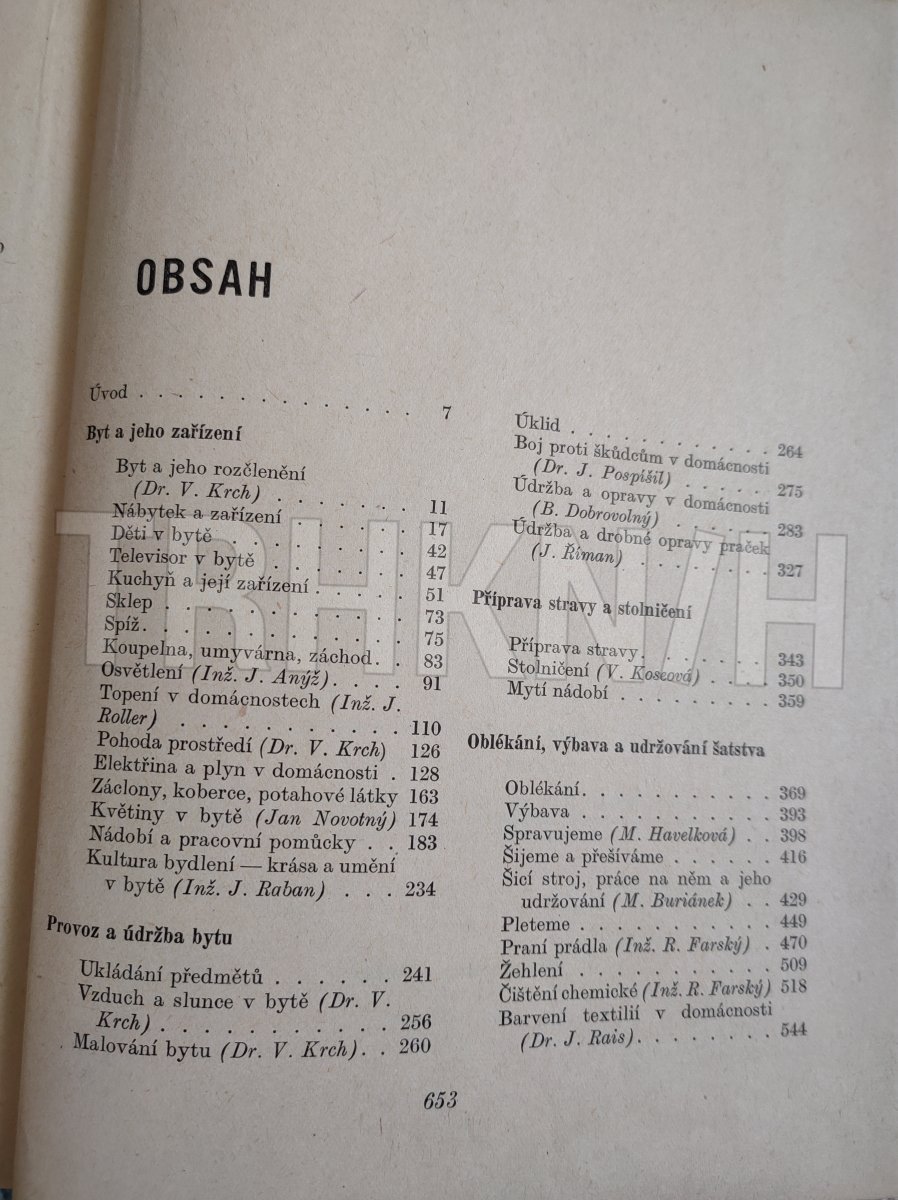 OBSAH
Úvod . . . . . . . . . . . . . . 7
Byt a jeho zařízení
Byt a jeho rozčlenění
(Dr. V. Krch) . . . . . . . 11
Nábytek a zařízení . . . . . . 17
Děti v bytě . . . . . . . . . 42
Televisor v bytě . . . . . . . 47
Kuchyň a její zařízení . . . . . 51
Sklep . . . . . . . . . . . . 73
Spíž . . . . . . . . . . . . . 75
Koupelna, umyvárna, záchod . . 83
Osvětlení (Inž. J. Anýž) . . . . 91
Topení v domácnostech (Inž. J.
Roller) . . . . . . . . . . . 110
Pohoda prostředí (Dr. V. Krch) 126
Elektřina a plyn v domácnosti . 128
Záclony, koberce, potahové látky 163
Květiny v bytě (Jan Novotný) 174
Nádobí a pracovní pomůcky . . 183
Kultura bydlení — krása a umění
v bytě (Inž. J. Raban) . . . 234
Provoz a údržba bytu
Ukládání předmětů . . . . . . 241
Vzduch a slunce v bytě (Dr. V.
Krch) . . . . . . . . . . . 256
Malování bytu (Dr. V. Krch) . . 260
Úklid . . . . . . . . . . . 264
Boj proti škůdcům v domácnosti
(Dr. J. Pospíšil) . . . . . 275
Údržba a opravy v domácnosti
(B. Dobrovolný) . . . . . . 283
Údržba a drobné opravy praček
(J. Říman) . . . . . . . . 327
Příprava stravy a stolničení
Příprava stravy . . . . . . . 343
Stolničení (V. Koseová) . . . . 350
Mytí nádobí . . . . . . . . . 359
Oblékání, výbava a udržování šatstva
Oblékání . . . . . . . . . . 369
Výbava . . . . . . . . . . . 393
Spravujeme (M. Havelková) . . 398
Šijeme a přešíváme . . . . . . 416
Šicí stroj, práce na něm a jeho
udržování (M. Buriánek) . . 429
Pleteme . . . . . . . . . . . 449
Praní prádla (Inž. R. Farský) . 470
Žehlení . . . . . . . . . . . 509
Čištění chemické (Inž. R. Farský) 518
Barvení textilií v domácnosti
(Dr. J. Rais) . . . . . . . . 544
653
TRHKNIH